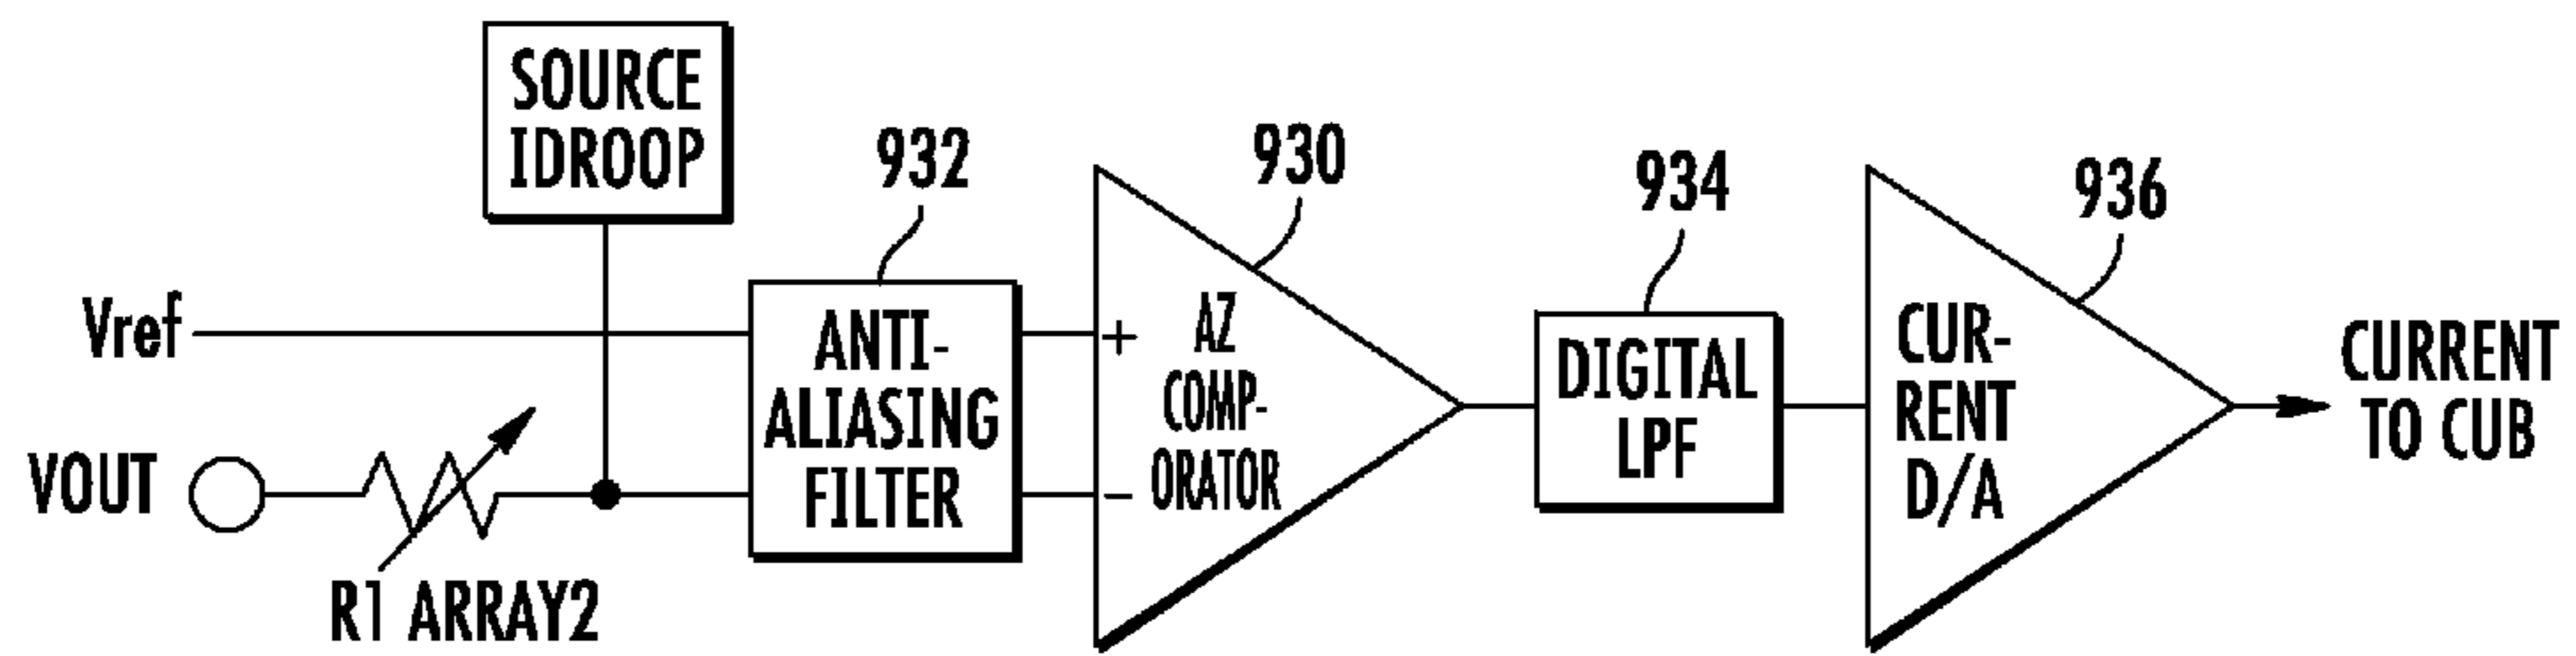 SOURCE
IDROOP
932
930
934
936
Vref
ANTI-
ALIASING
FILTER
+
−
AZ
COMP-
ORATOR
DIGITAL
LPF
CUR-
RENT
D/A
CURRENT
TO CUB
VOUT
R1 ARRAY2